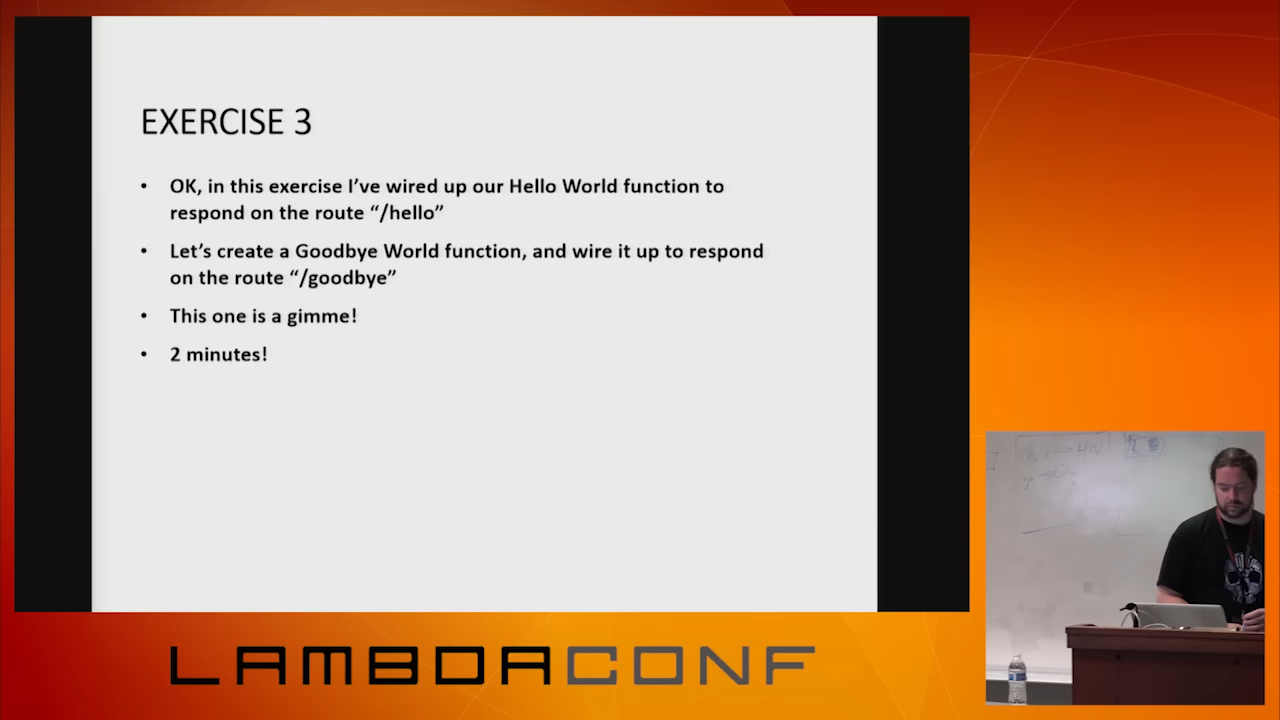 EXERCISE 3
• OK, in this exercise I’ve wired up our Hello World function to
respond on the route “/hello”
• Let’s create a Goodbye World function, and wire it up to respond
on the route “/goodbye”
• This one is a gimme!
• 2 minutes!
LAMBDACONF